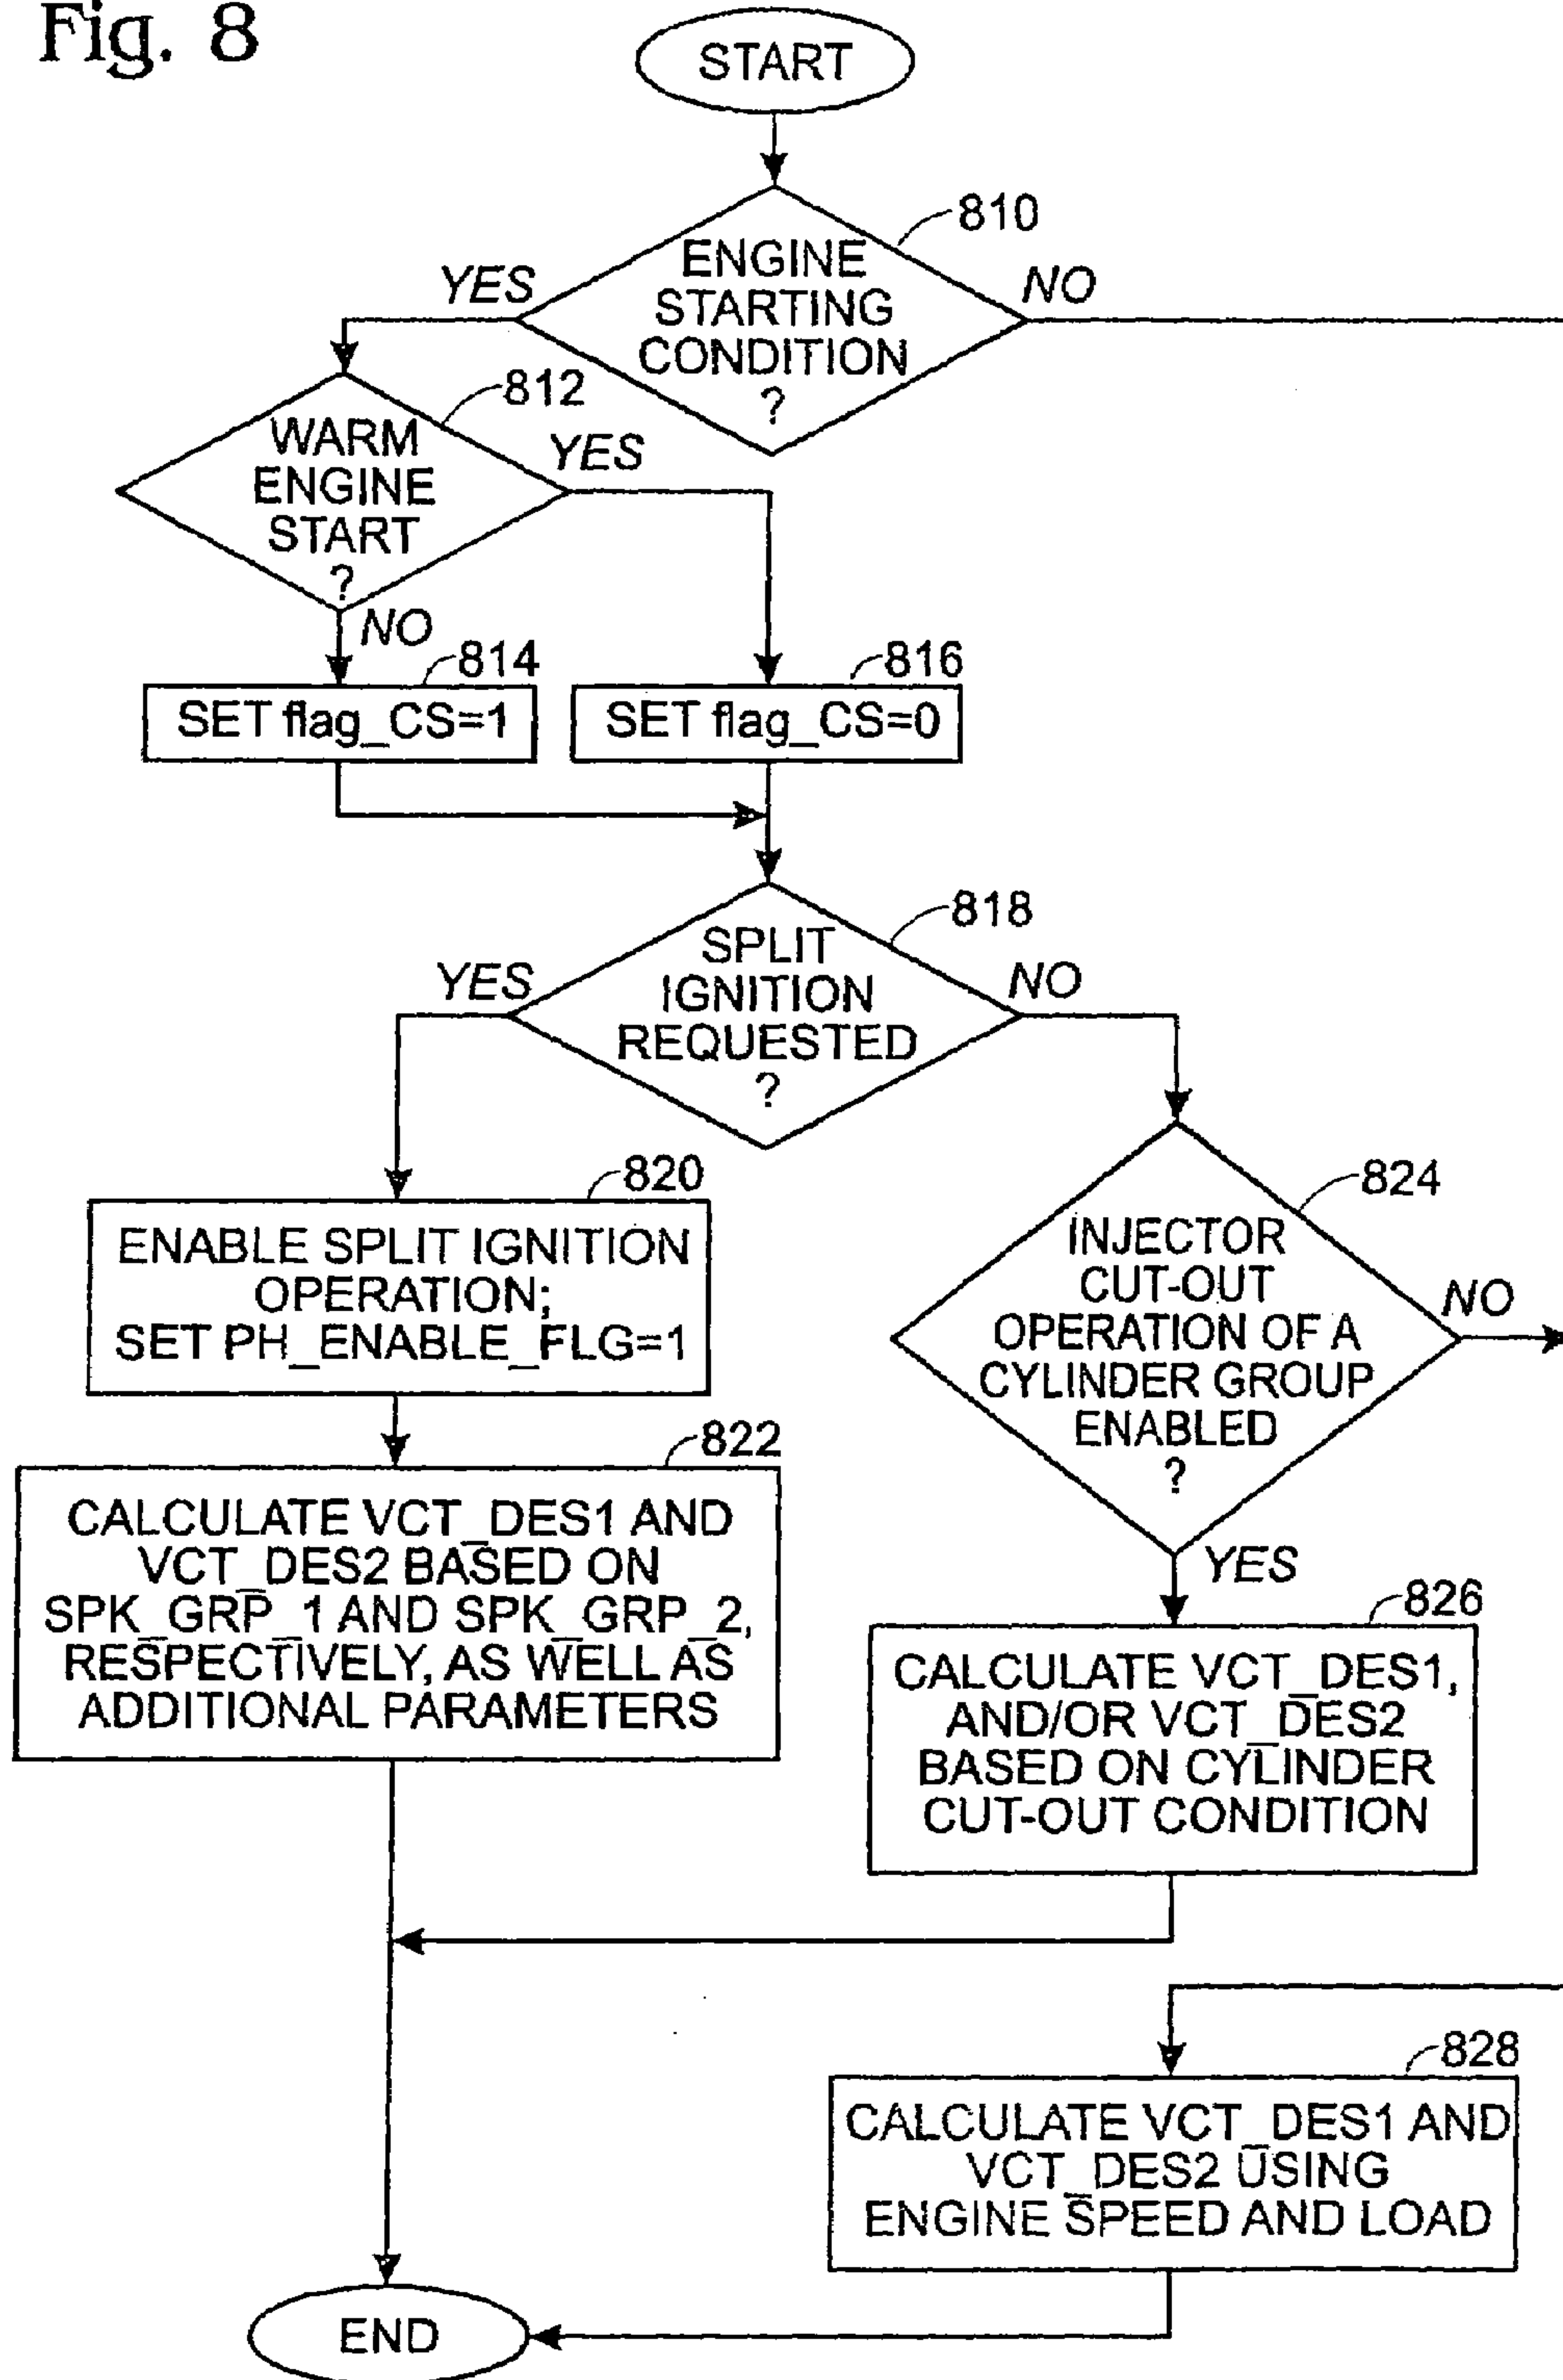 Fig. 8
START
810
ENGINE
STARTING
CONDITION
?
YES
NO
812
WARM
ENGINE
START
?
YES
NO
814
SET flag_CS=1
816
SET flag_CS=0
818
SPLIT
IGNITION
REQUESTED
?
YES
NO
820
ENABLE SPLIT IGNITION
OPERATION;
SET PH_ENABLE_FLG=1
824
INJECTOR
CUT-OUT
OPERATION OF A
CYLINDER GROUP
ENABLED
?
NO
YES
822
CALCULATE VCT_DES1 AND
VCT_DES2 BASED ON
SPK_GRP_1 AND SPK_GRP_2,
RESPECTIVELY, AS WELL AS
ADDITIONAL PARAMETERS
826
CALCULATE VCT_DES1,
AND/OR VCT_DES2
BASED ON CYLINDER
CUT-OUT CONDITION
828
CALCULATE VCT_DES1 AND
VCT_DES2 USING
ENGINE SPEED AND LOAD
END